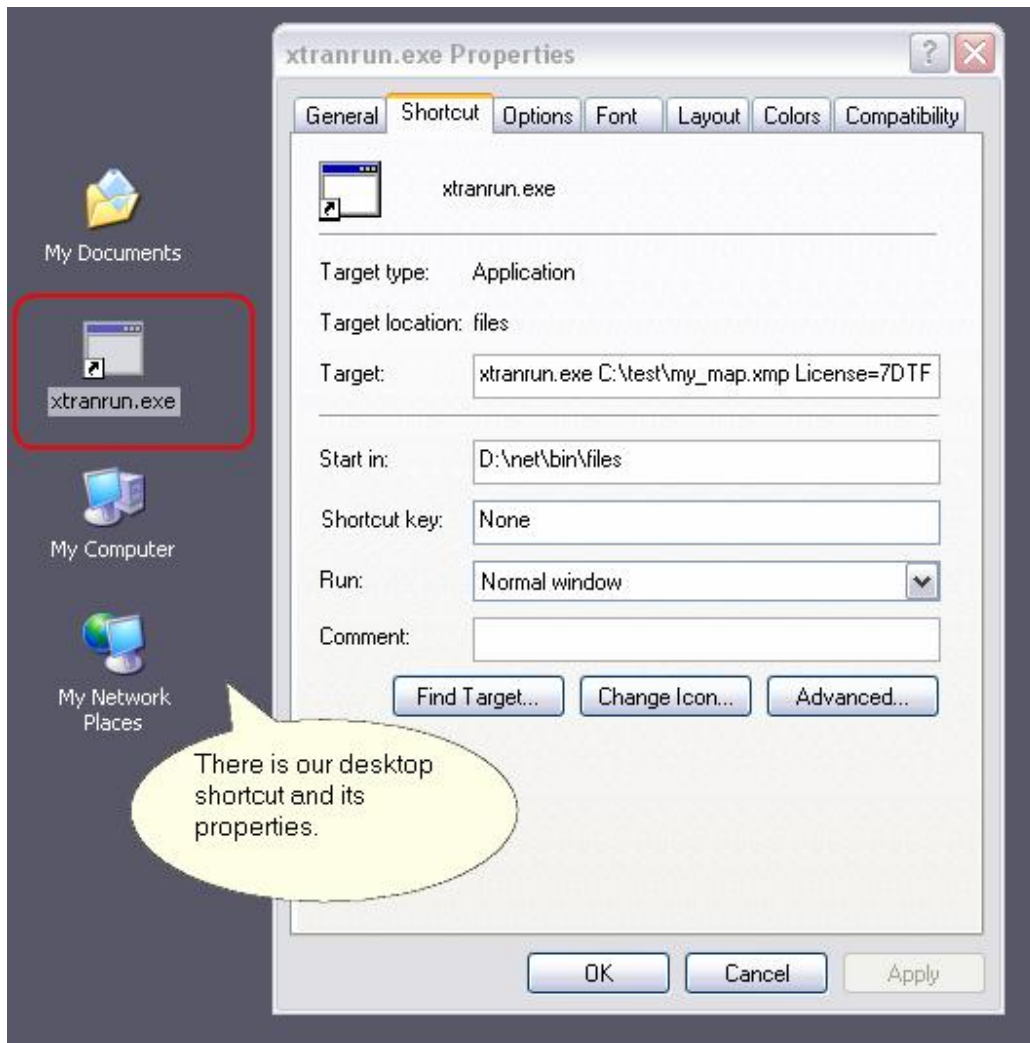 xtranrun.exe Properties
General Shortcut Options Font Layout Colors Compatibility
xtranrun.exe
Target type: Application
Target location: files
Target: xtranrun.exe C:\test\my_map.xmp License=7DTF
Start in: D:\net\bin\files
Shortcut key: None
Run: Normal window
Comment:
Find Target... Change Icon... Advanced...
OK Cancel Apply
My Documents
xtranrun.exe
My Computer
My Network
Places
There is our desktop
shortcut and its
properties.